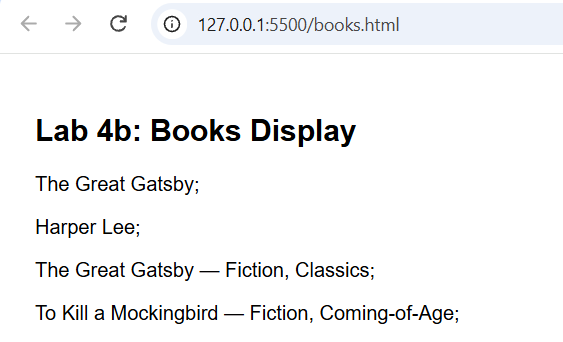 127.0.0.1:5500/books.html
Lab 4b: Books Display
The Great Gatsby;
Harper Lee;
The Great Gatsby — Fiction, Classics;
To Kill a Mockingbird — Fiction, Coming-of-Age;